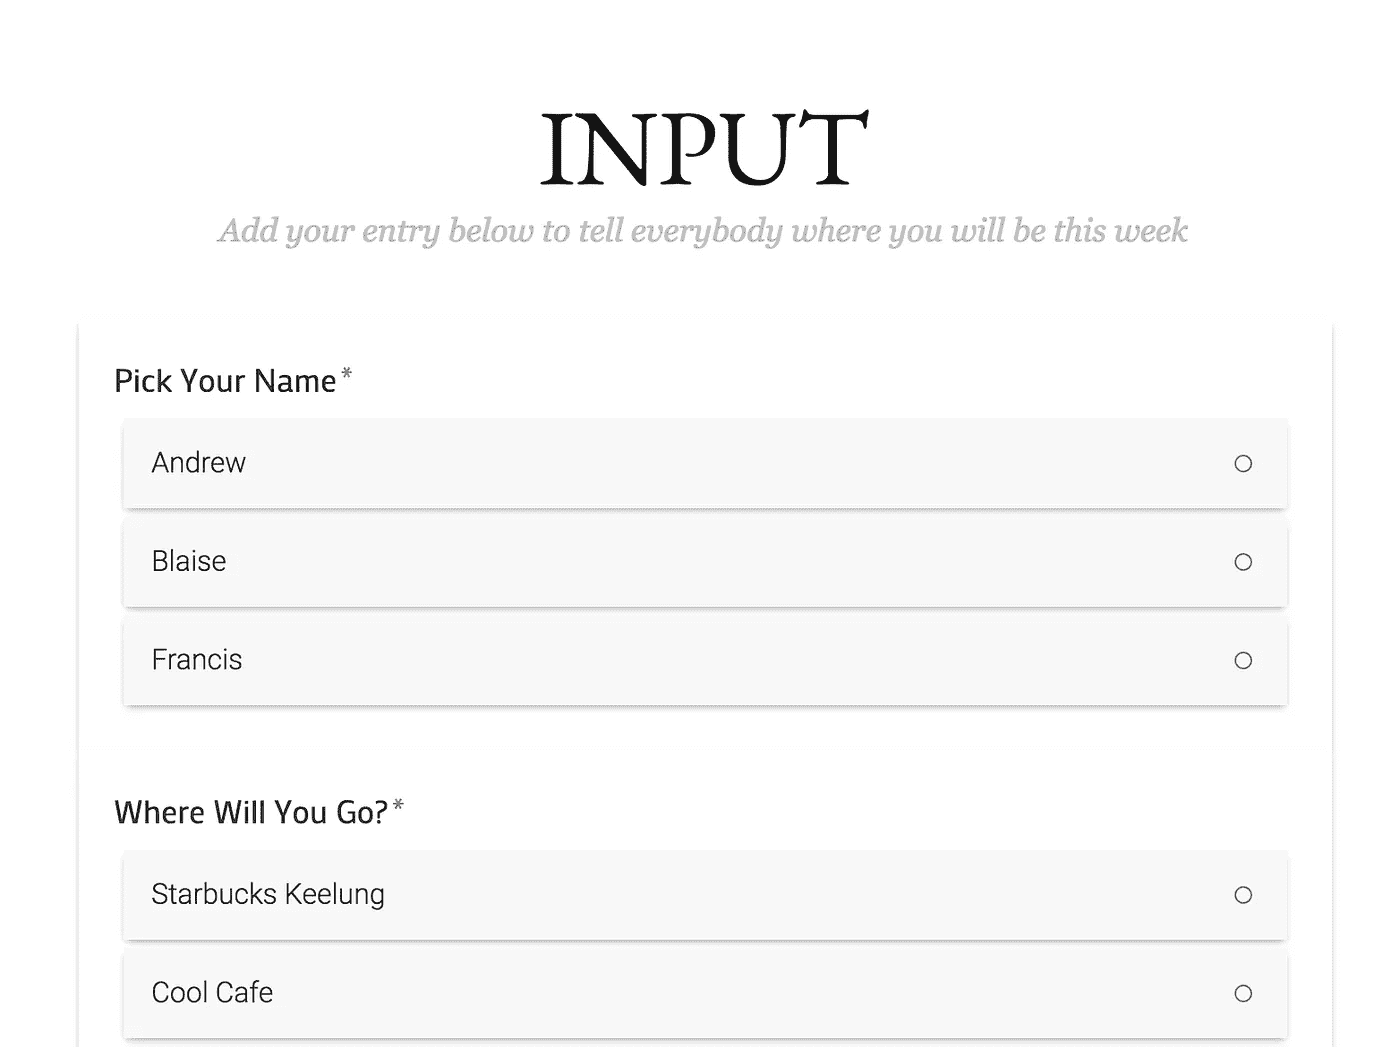 INPUT
Add your entry below to tell everybody where you will be this week
Pick Your Name*
Andrew
Blaise
Francis
Where Will You Go?*
Starbucks Keelung
Cool Cafe